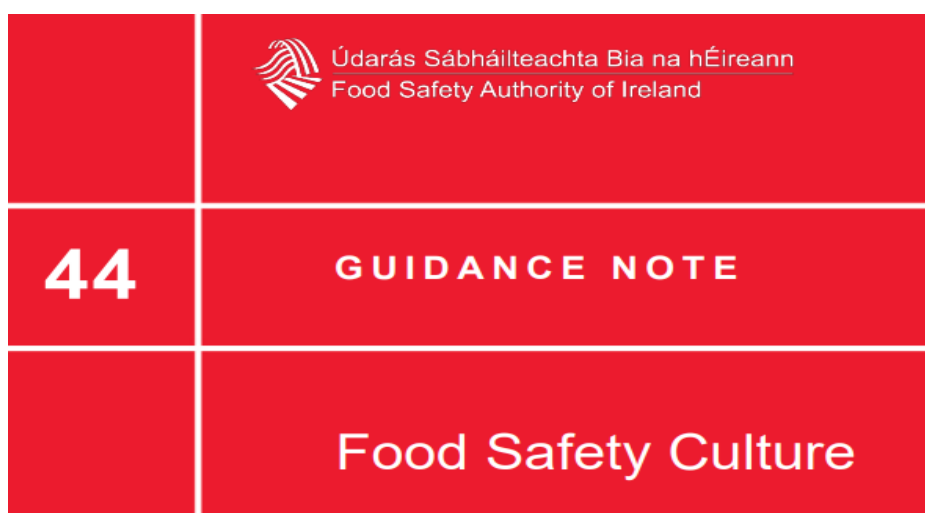 Údarás Sábháilteachta Bia na hÉireann
Food Safety Authority of Ireland
44
GUIDANCE NOTE
Food Safety Culture